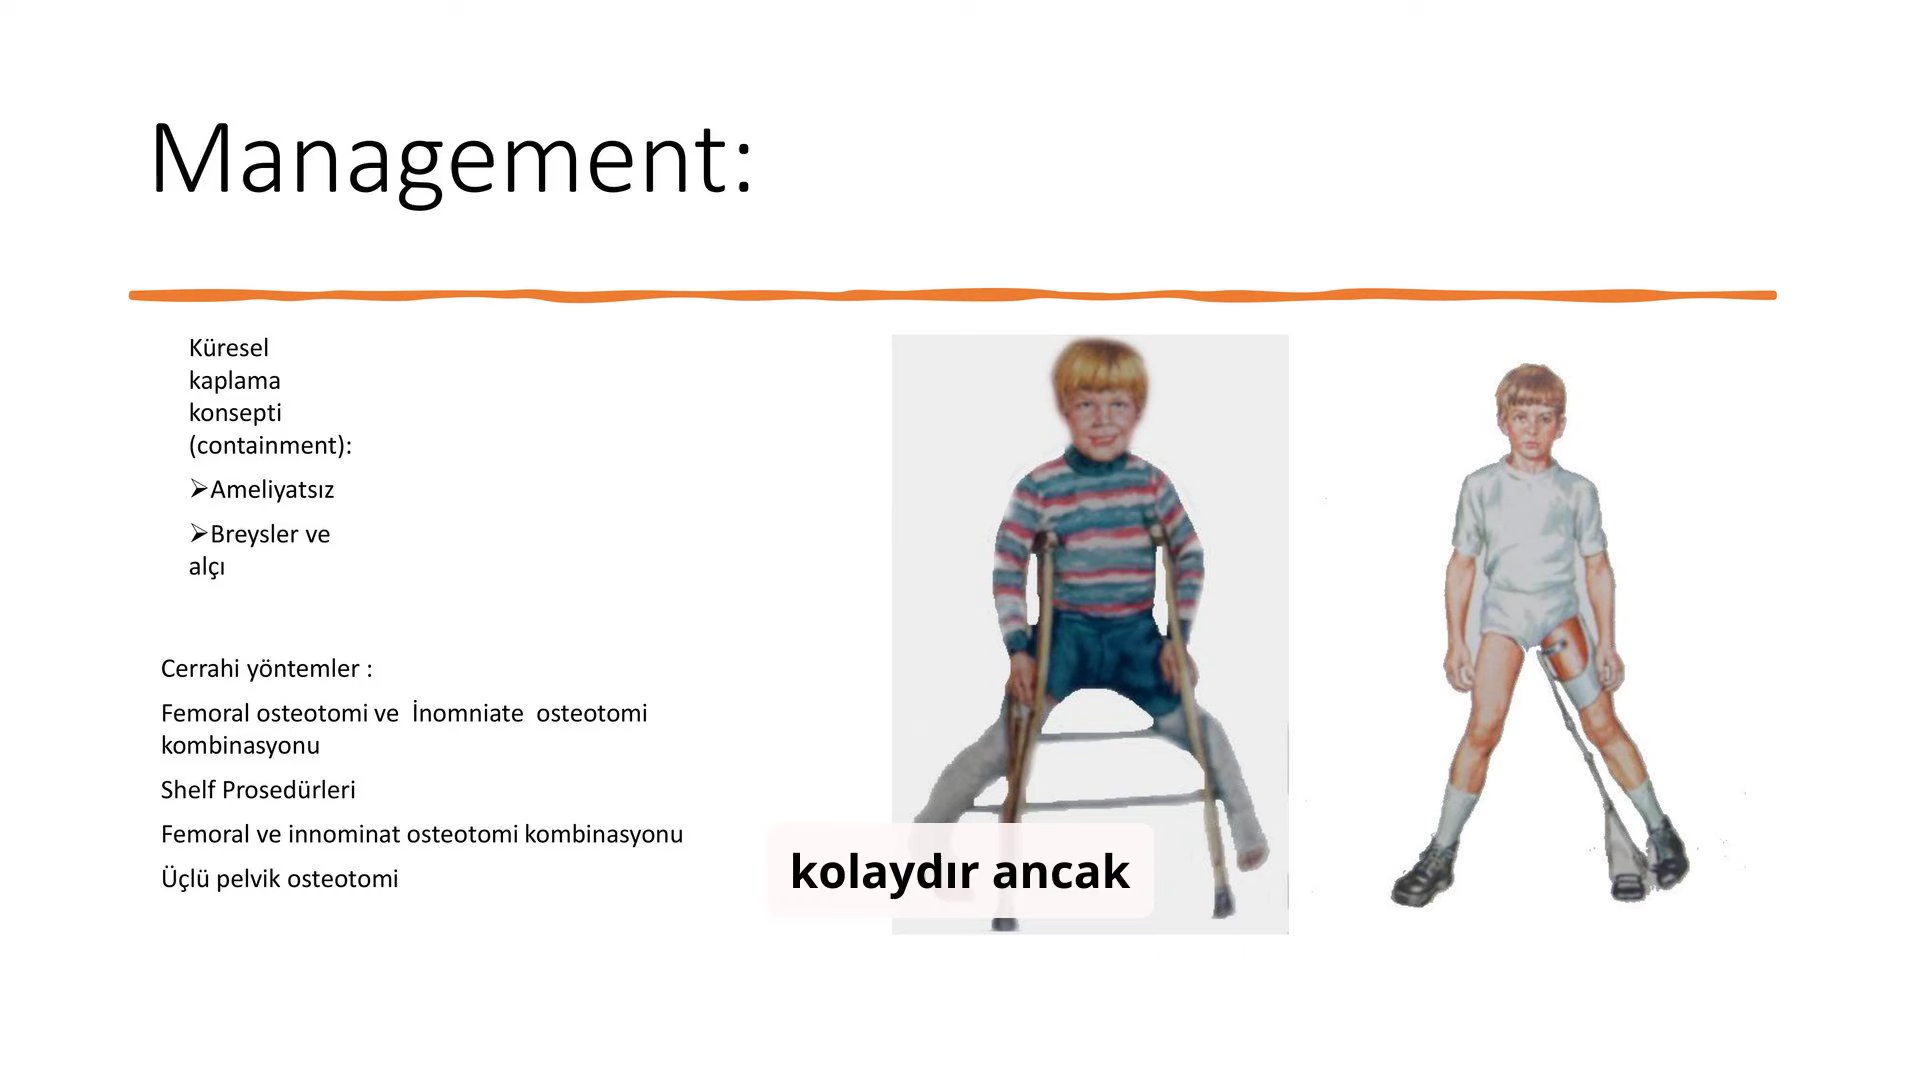 Management:
Küresel
kaplama
konsepti
(containment):
➢Ameliyatsız
➢Breysler ve
alçı
Cerrahi yöntemler :
Femoral osteotomi ve  İnomniate  osteotomi
kombinasyonu
Shelf Prosedürleri
Femoral ve innominat osteotomi kombinasyonu
Üçlü pelvik osteotomi
kolaydır ancak